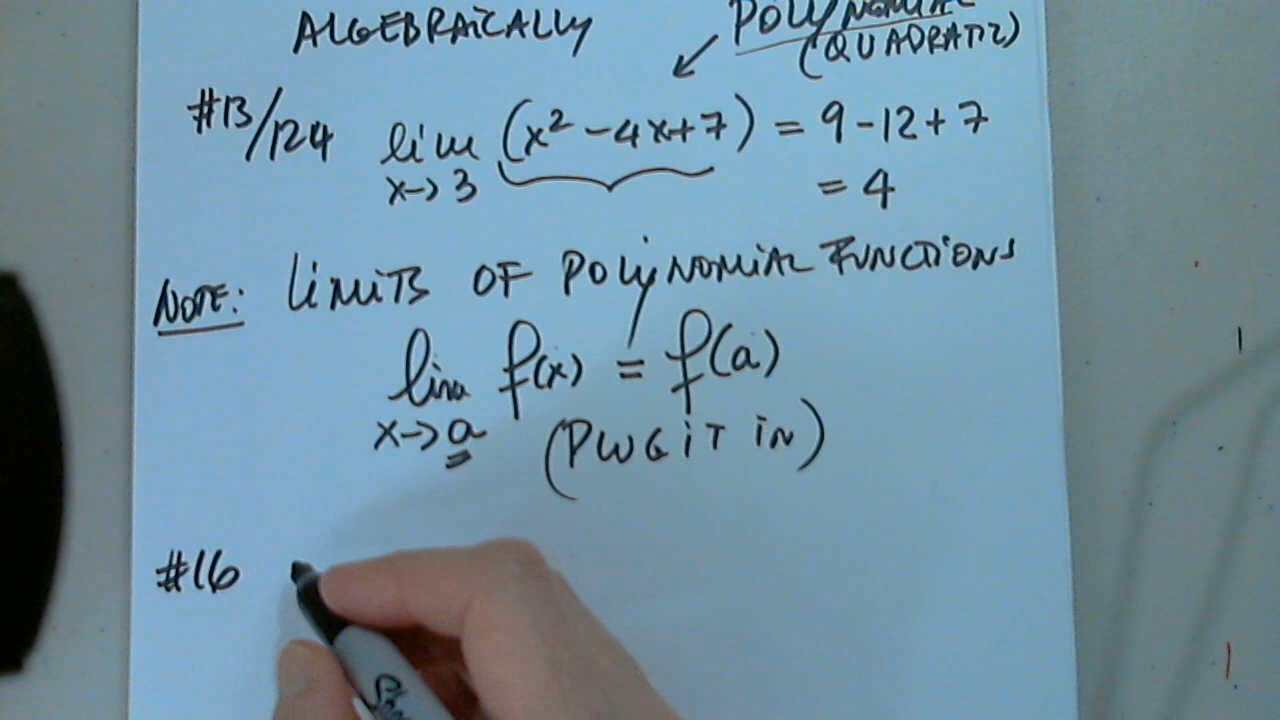 ALGEBRAICALLY
POLYNOMIAL
(QUADRATIC)
#13/124 lim (x² - 4x + 7) = 9 - 12 + 7
x→3 = 4
NOTE: LIMITS OF POLYNOMIAL FUNCTIONS
lim f(x) = f(a)
x→a (PLUG IT IN)
#16